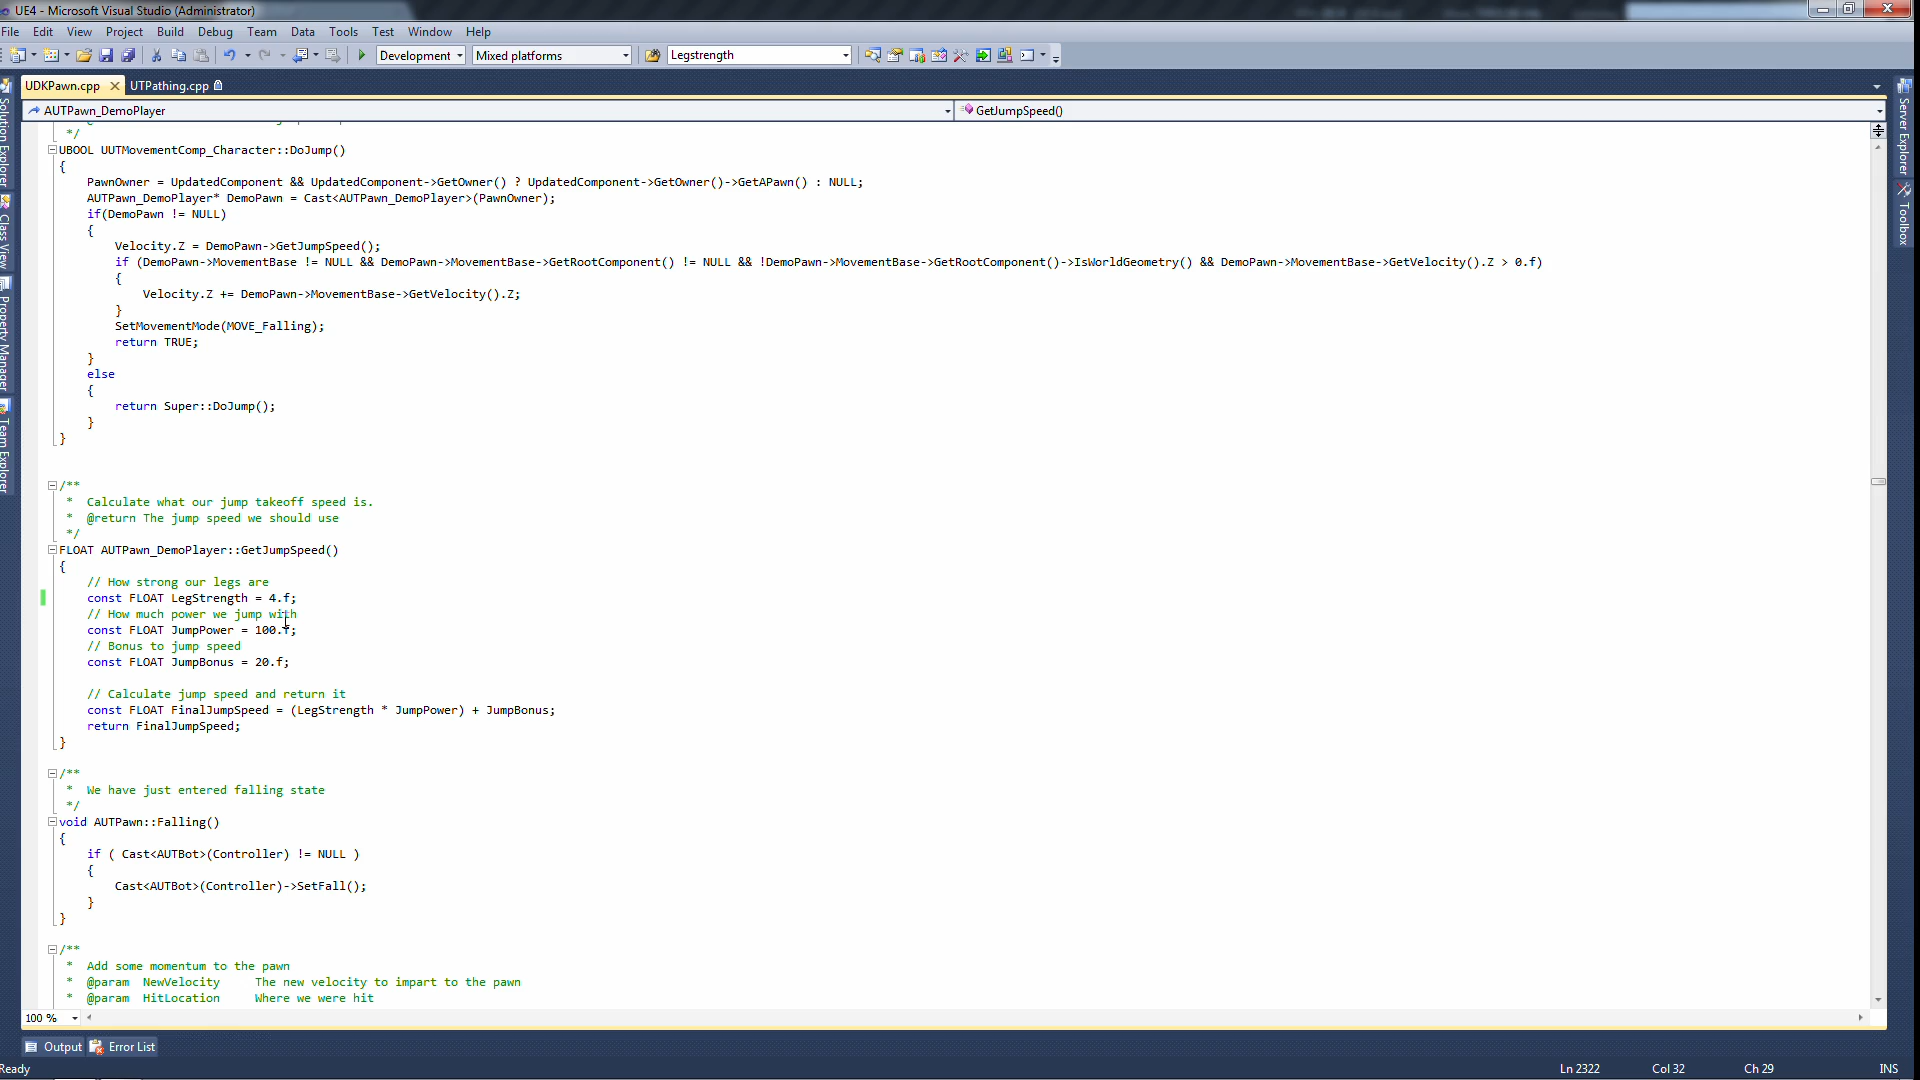 UE4 - Microsoft Visual Studio (Administrator)
File Edit View Project Build Debug Team Data Tools Test Window Help
Development Mixed platforms Legstrength
UDKPawn.cpp UTPathing.cpp
AUTPawn_DemoPlayer GetJumpSpeed()
*/
UBOOL UUTMovementComp_Character::DoJump()
{
PawnOwner = UpdatedComponent && UpdatedComponent->GetOwner() ? UpdatedComponent->GetOwner()->GetAPawn() : NULL;
AUTPawn_DemoPlayer* DemoPawn = Cast<AUTPawn_DemoPlayer>(PawnOwner);
if(DemoPawn != NULL)
{
Velocity.Z = DemoPawn->GetJumpSpeed();
if (DemoPawn->MovementBase != NULL && DemoPawn->MovementBase->GetRootComponent() != NULL && !DemoPawn->MovementBase->GetRootComponent()->IsWorldGeometry() && DemoPawn->MovementBase->GetVelocity().Z > 0.f)
{
Velocity.Z += DemoPawn->MovementBase->GetVelocity().Z;
}
SetMovementMode(MOVE_Falling);
return TRUE;
}
else
{
return Super::DoJump();
}
}
/**
* Calculate what our jump takeoff speed is.
* @return The jump speed we should use
*/
FLOAT AUTPawn_DemoPlayer::GetJumpSpeed()
{
// How strong our legs are
const FLOAT LegStrength = 4.f;
// How much power we jump with
const FLOAT JumpPower = 100.f;
// Bonus to jump speed
const FLOAT JumpBonus = 20.f;
// Calculate jump speed and return it
const FLOAT FinalJumpSpeed = (LegStrength * JumpPower) + JumpBonus;
return FinalJumpSpeed;
}
/**
* We have just entered falling state
*/
void AUTPawn::Falling()
{
if ( Cast<AUTBot>(Controller) != NULL )
{
Cast<AUTBot>(Controller)->SetFall();
}
}
/**
* Add some momentum to the pawn
* @param NewVelocity The new velocity to impart to the pawn
* @param HitLocation Where we were hit
100 %
Output Error List
Ready Ln 2322 Col 32 Ch 29 INS
Solution Explorer
Class View
Property Manager
Team Explorer
Server Explorer
Toolbox